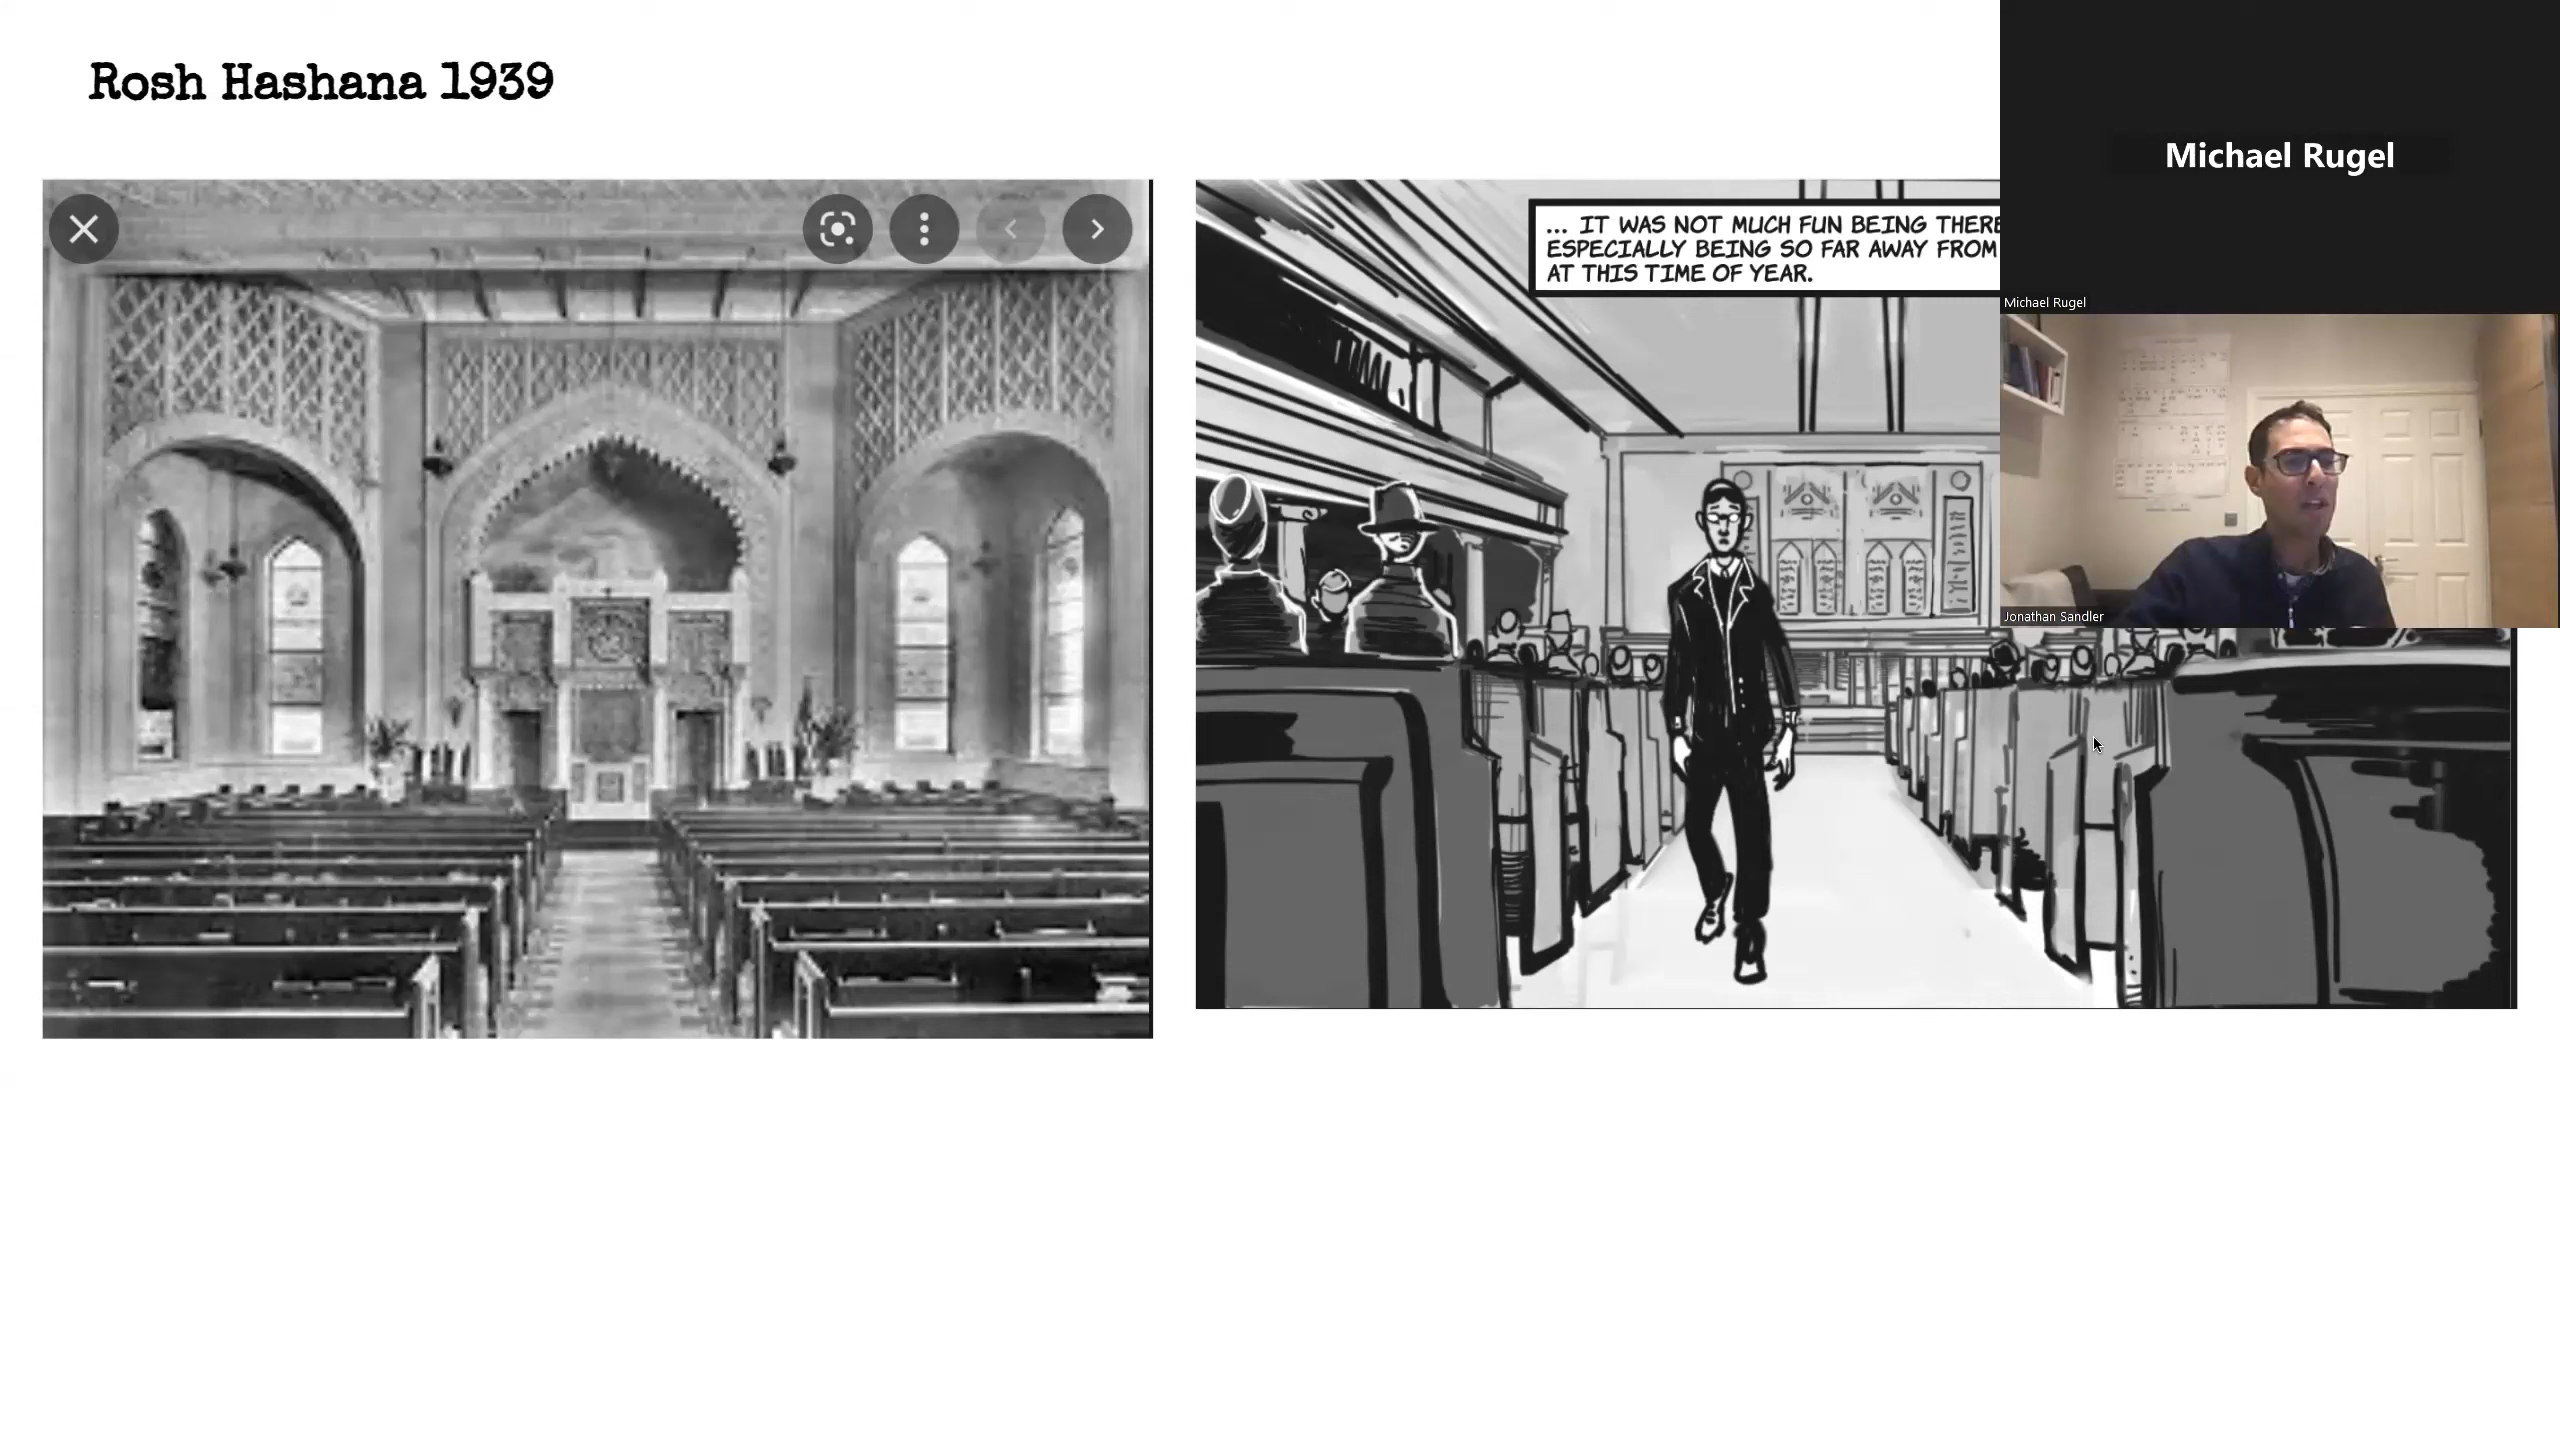 Rosh Hashana 1939
... IT WAS NOT MUCH FUN BEING THERE
ESPECIALLY BEING SO FAR AWAY FROM
AT THIS TIME OF YEAR.
Michael Rugel
Michael Rugel
Jonathan Sandler